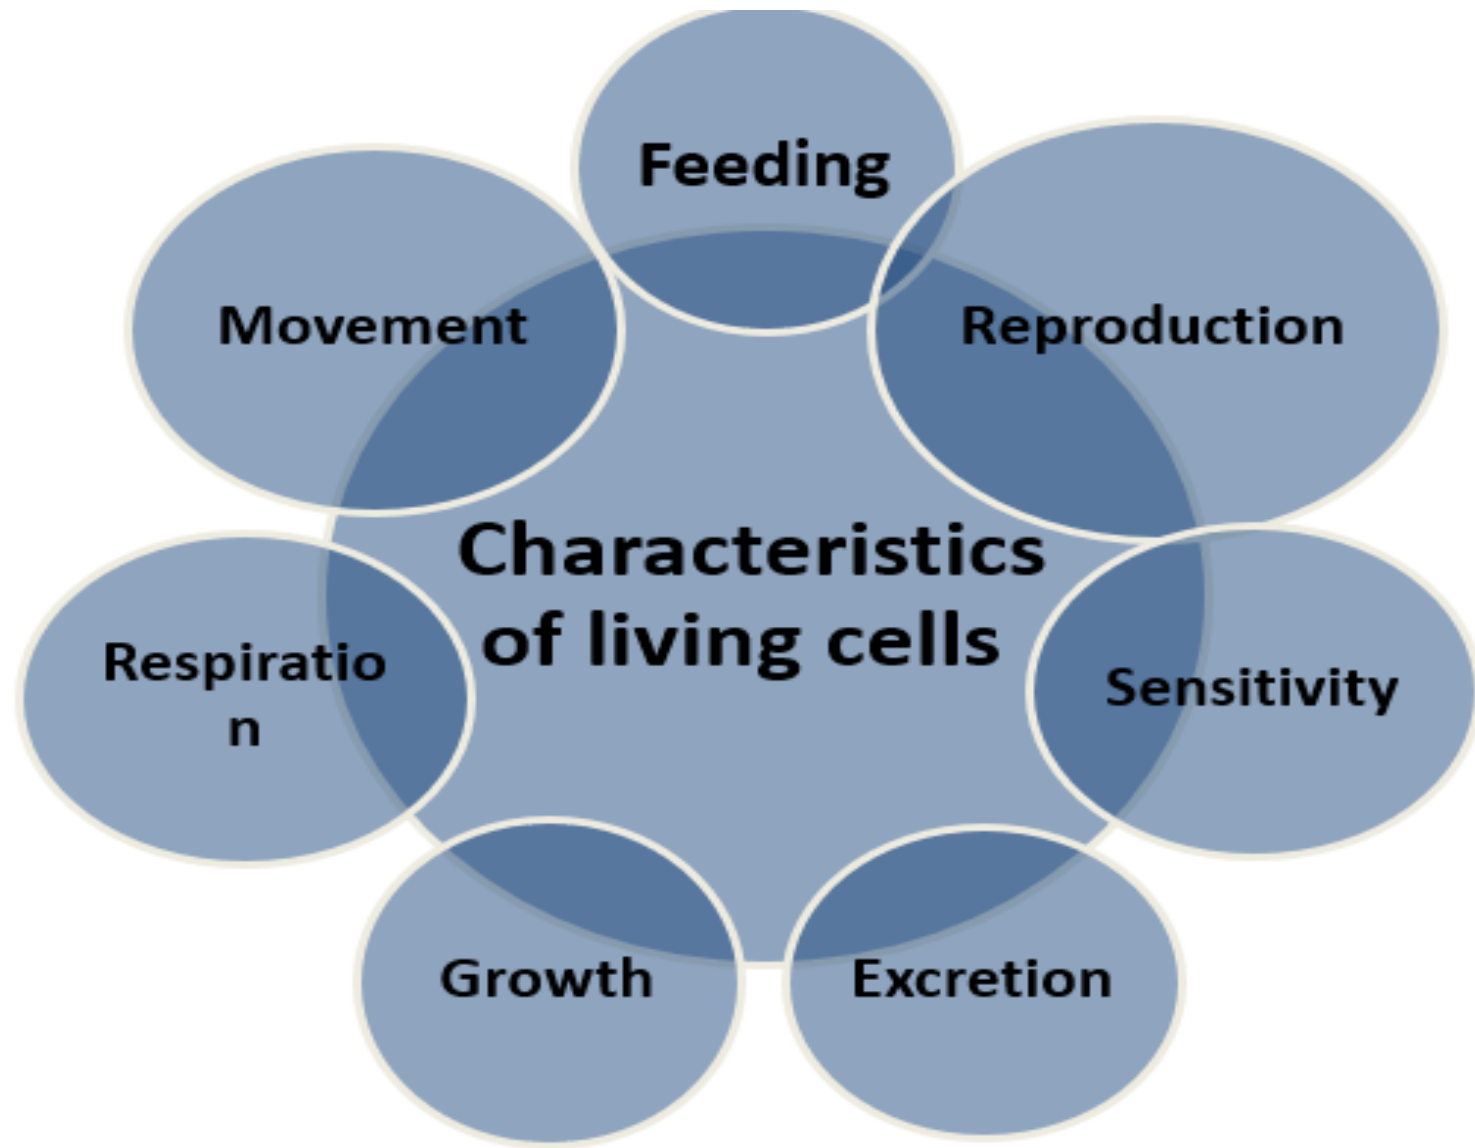 Feeding
Movement
Reproduction
Characteristics
of living cells
Respiratio
n
Sensitivity
Growth
Excretion